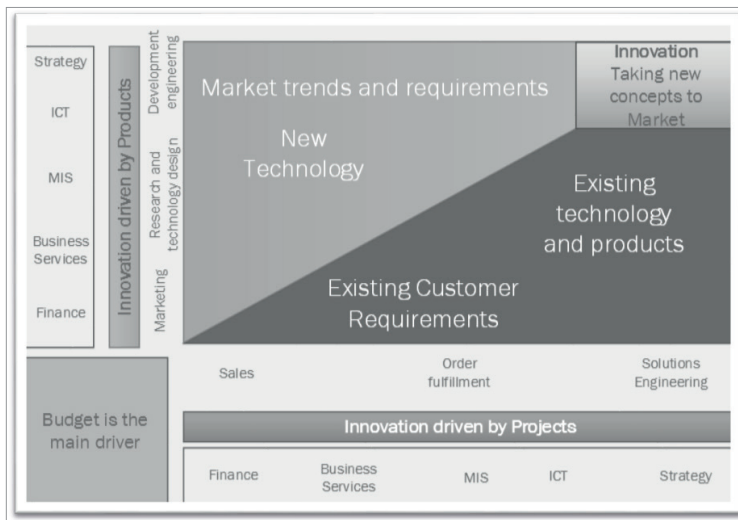 Strategy
ICT
MIS
Business
Services
Finance
Innovation driven by Products
Development
engineering
Research and
technology design
Marketing
Market trends and requirements
New
Technology
Innovation
Taking new
concepts to
Market
Existing
technology
and products
Existing Customer
Requirements
Sales
Order
fulfillment
Solutions
Engineering
Budget is the
main driver
Innovation driven by Projects
Finance
Business
Services
MIS
ICT
Strategy